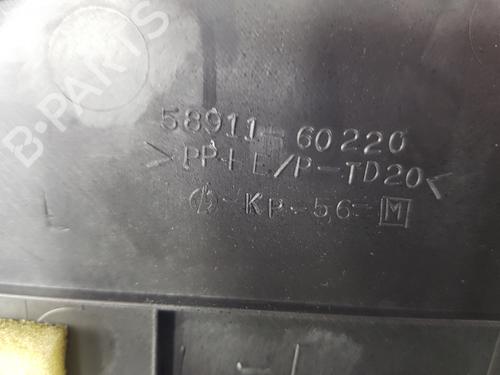 B-PARTS
58911-60220
>PP+E/P-TD20<
KP-56- M
L